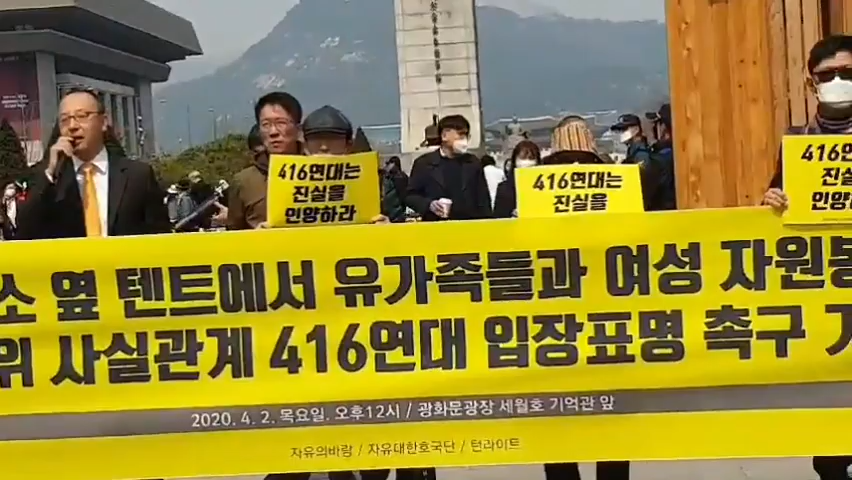 416연대는
진실을
인양하라
416연대는
진실을
416연
진실
인양하
소 옆 텐트에서 유가족들과 여성 자원봉
위 사실관계 416연대 입장표명 촉구 기
2020. 4. 2. 목요일. 오후12시 / 광화문광장 세월호 기억관 앞
자유의바람 / 자유대한호국단 / 턴라이트